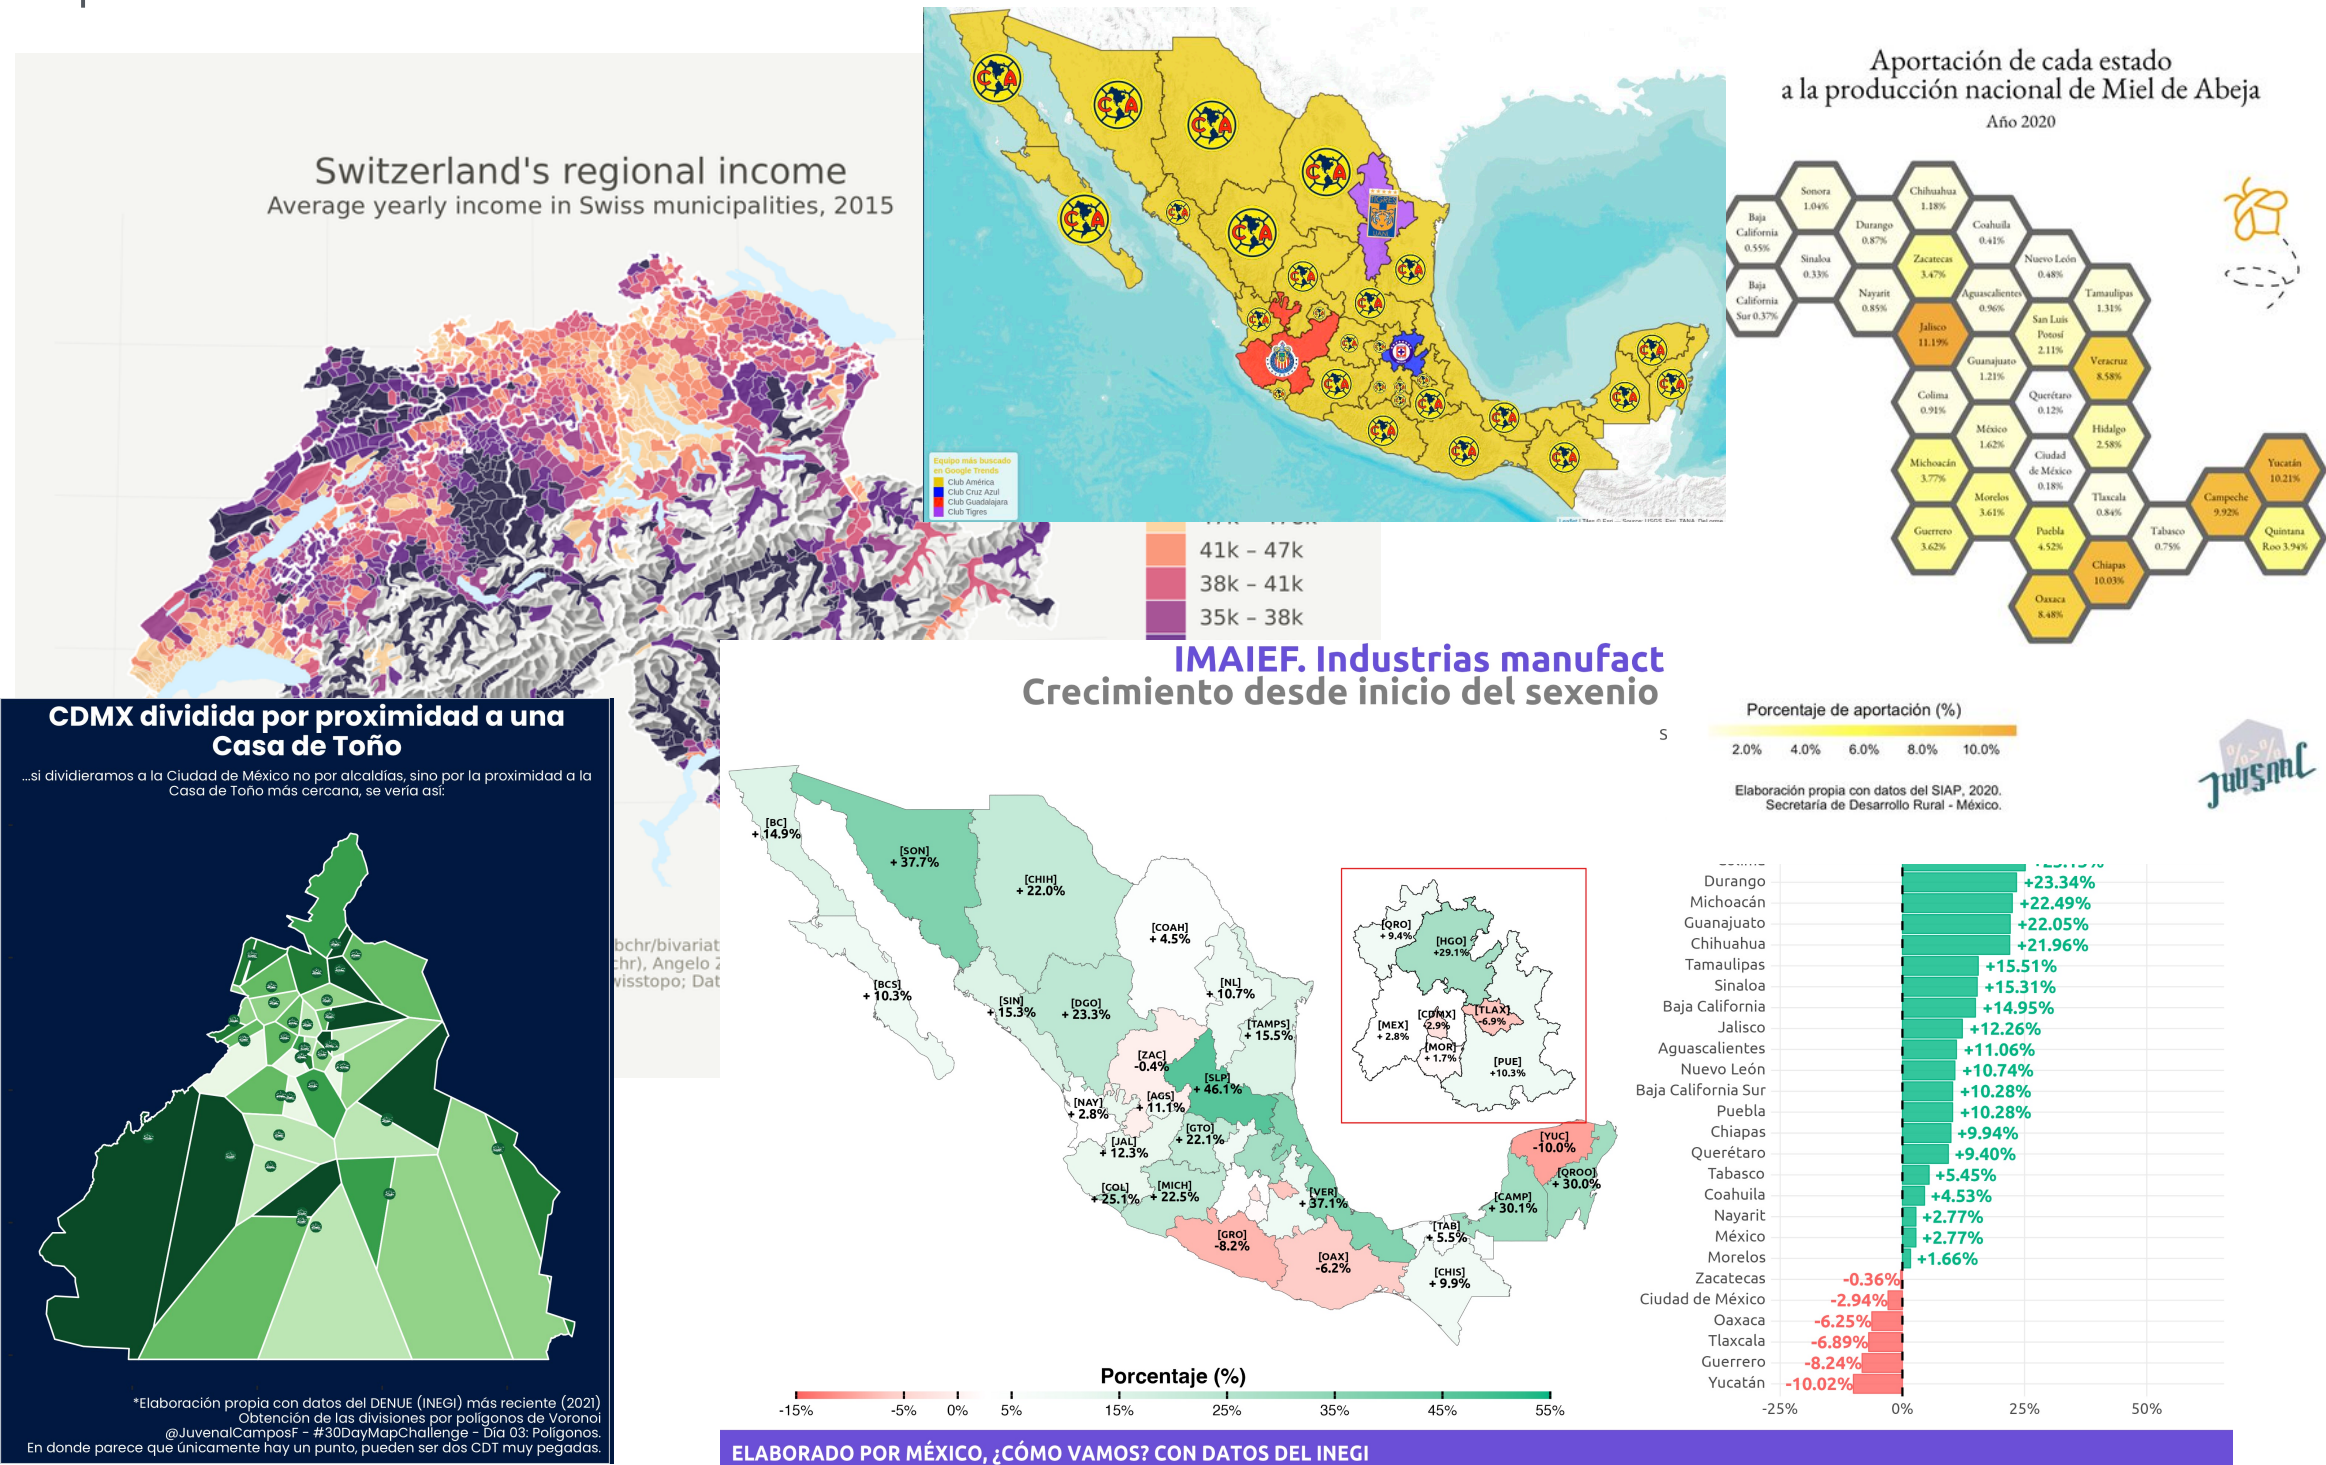 Switzerland's regional income
Average yearly income in Swiss municipalities, 2015
41k – 47k
38k – 41k
35k – 38k
Equipo más buscado
en Google Trends
Club América
Club Cruz Azul
Club Guadalajara
Club Tigres
Aportación de cada estado
a la producción nacional de Miel de Abeja
Año 2020
Sonora
1.04%
Chihuahua
1.18%
Baja
California
0.55%
Durango
0.87%
Coahuila
0.41%
Sinaloa
0.33%
Zacatecas
3.47%
Nuevo León
0.48%
Baja
California
Sur 0.37%
Nayarit
0.85%
Aguascalientes
0.96%
Tamaulipas
1.31%
Jalisco
11.19%
San Luis
Potosí
2.11%
Guanajuato
1.21%
Veracruz
8.58%
Colima
0.91%
Querétaro
0.12%
México
1.62%
Hidalgo
2.58%
Michoacán
3.77%
Ciudad
de México
0.18%
Yucatán
10.21%
Morelos
3.61%
Tlaxcala
0.84%
Campeche
9.92%
Guerrero
3.62%
Puebla
4.52%
Tabasco
0.75%
Quintana
Roo 3.94%
Chiapas
10.03%
Oaxaca
8.48%
Porcentaje de aportación (%)
2.0% 4.0% 6.0% 8.0% 10.0%
Elaboración propia con datos del SIAP, 2020.
Secretaría de Desarrollo Rural - México.
CDMX dividida por proximidad a una
Casa de Toño
...si dividieramos a la Ciudad de México no por alcaldías, sino por la proximidad a la
Casa de Toño más cercana, se vería así:
*Elaboración propia con datos del DENUE (INEGI) más reciente (2021)
Obtención de las divisiones por polígonos de Voronoi
@JuvenalCamposF - #30DayMapChallenge - Día 03: Polígonos.
En donde parece que únicamente hay un punto, pueden ser dos CDT muy pegadas.
bchr/bivariat
chr), Angelo Z
wisstopo; Dat
IMAIEF. Industrias manufact
Crecimiento desde inicio del sexenio
s
[BC]
+ 14.9%
[SON]
+ 37.7%
[CHIH]
+ 22.0%
[COAH]
+ 4.5%
[BCS]
+ 10.3%
[SIN]
+ 15.3%
[DGO]
+ 23.3%
[NL]
+ 10.7%
[TAMPS]
+ 15.5%
[ZAC]
-0.4%
[SLP]
+ 46.1%
[NAY]
+ 2.8%
[AGS]
+ 11.1%
[JAL]
+ 12.3%
[GTO]
+ 22.1%
[COL]
+ 25.1%
[MICH]
+ 22.5%
[VER]
+ 37.1%
[GRO]
-8.2%
[OAX]
-6.2%
[TAB]
+ 5.5%
[CHIS]
+ 9.9%
[CAMP]
+ 30.1%
[YUC]
-10.0%
[QROO]
+ 30.0%
[QRO]
+ 9.4%
[HGO]
+29.1%
[MEX]
+ 2.8%
[CDMX]
-2.9%
[TLAX]
-6.9%
[MOR]
+ 1.7%
[PUE]
+10.3%
Porcentaje (%)
-15% -5% 0% 5% 15% 25% 35% 45% 55%
Durango +23.34%
Michoacán +22.49%
Guanajuato +22.05%
Chihuahua +21.96%
Tamaulipas +15.51%
Sinaloa +15.31%
Baja California +14.95%
Jalisco +12.26%
Aguascalientes +11.06%
Nuevo León +10.74%
Baja California Sur +10.28%
Puebla +10.28%
Chiapas +9.94%
Querétaro +9.40%
Tabasco +5.45%
Coahuila +4.53%
Nayarit +2.77%
México +2.77%
Morelos +1.66%
Zacatecas -0.36%
Ciudad de México -2.94%
Oaxaca -6.25%
Tlaxcala -6.89%
Guerrero -8.24%
Yucatán -10.02%
-25% 0% 25% 50%
ELABORADO POR MÉXICO, ¿CÓMO VAMOS? CON DATOS DEL INEGI